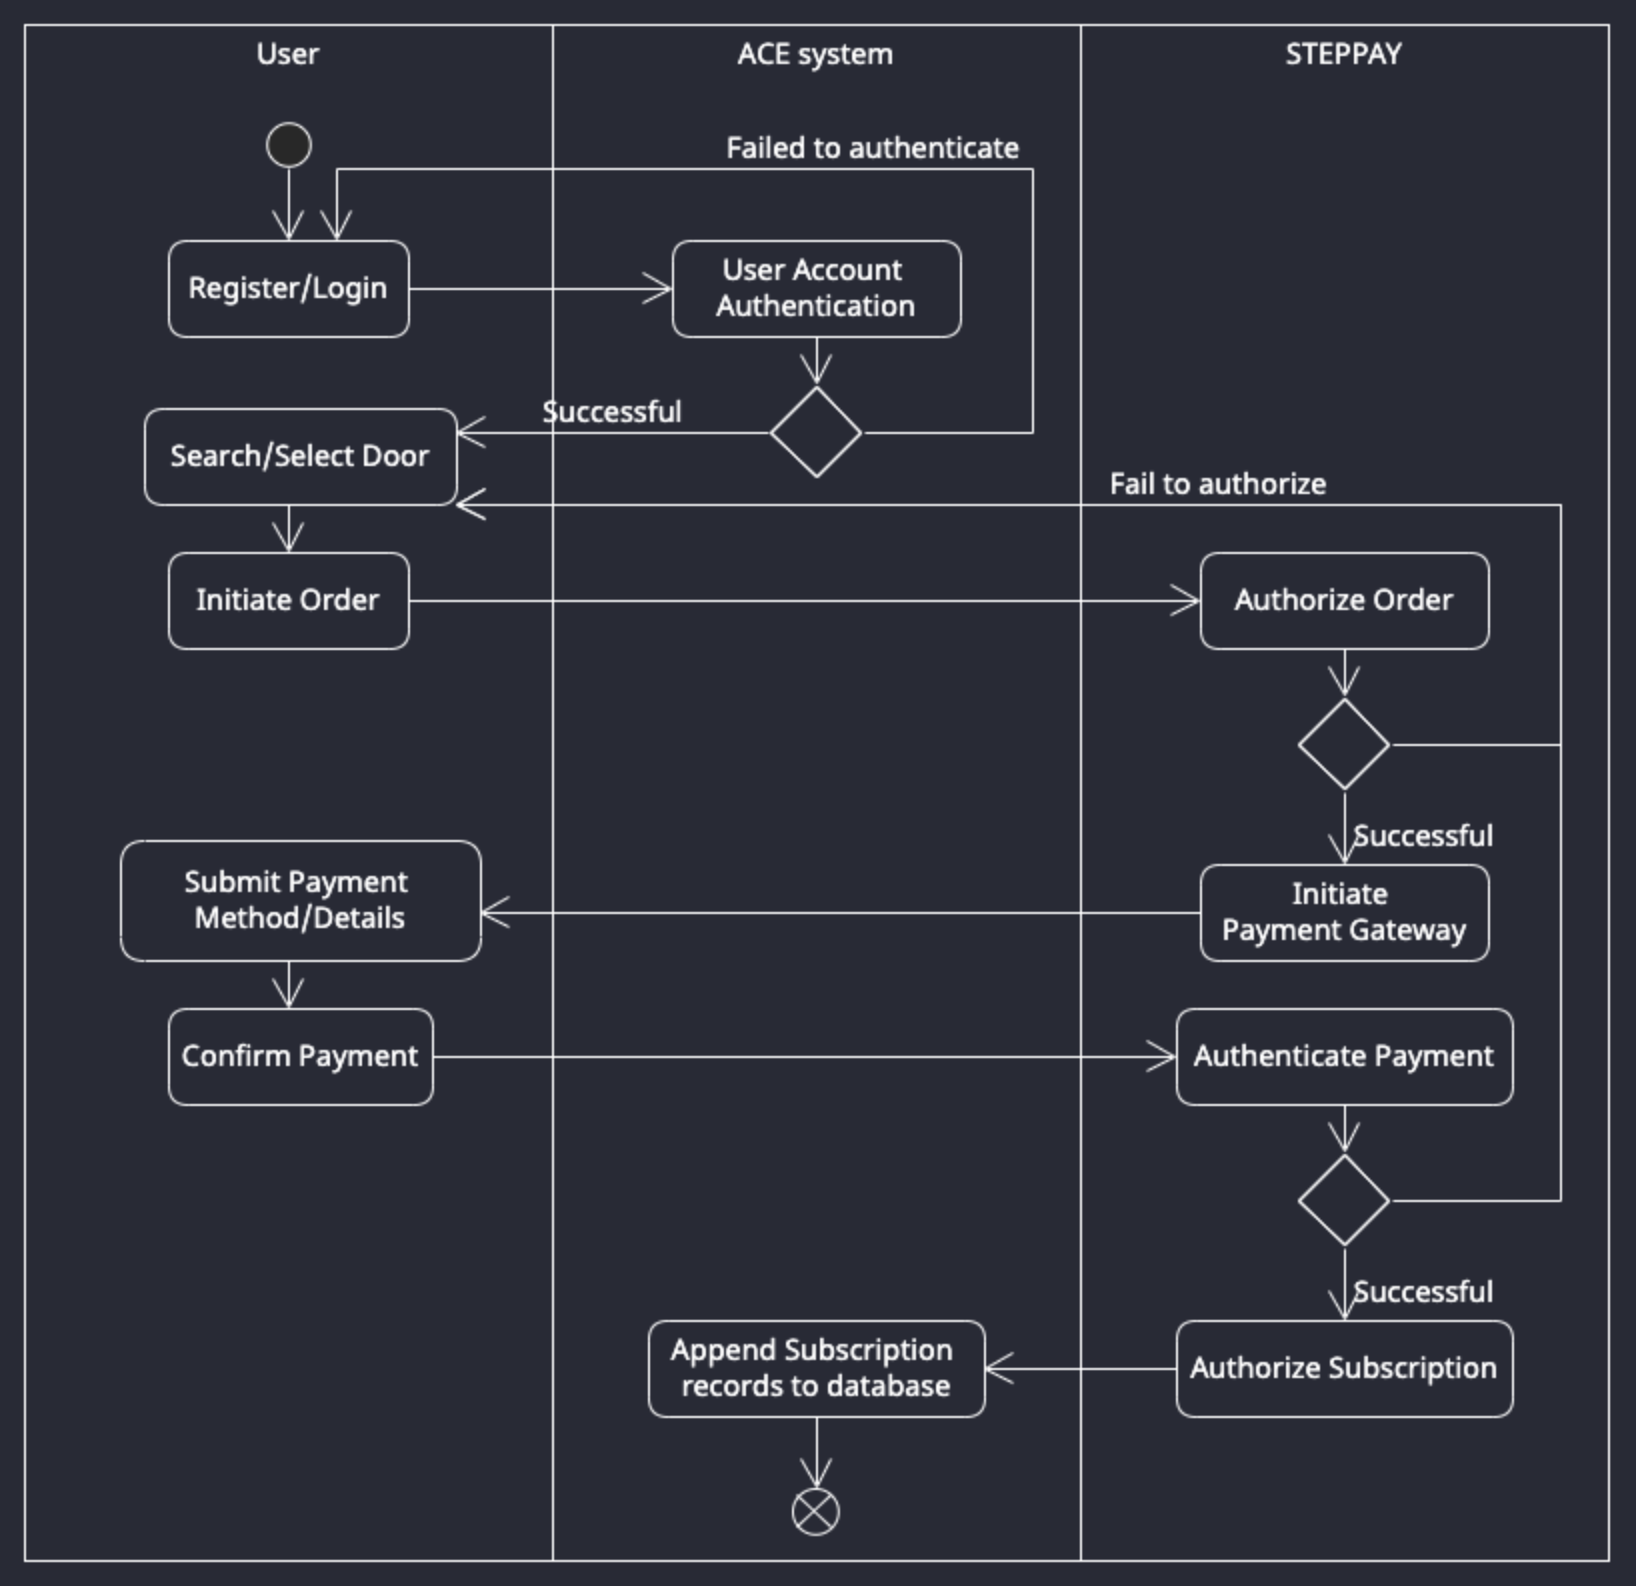 User
ACE system
STEPPAY
Failed to authenticate
Register/Login
User Account
Authentication
Successful
Search/Select Door
Fail to authorize
Initiate Order
Authorize Order
Successful
Submit Payment
Method/Details
Initiate
Payment Gateway
Confirm Payment
Authenticate Payment
Successful
Append Subscription
records to database
Authorize Subscription